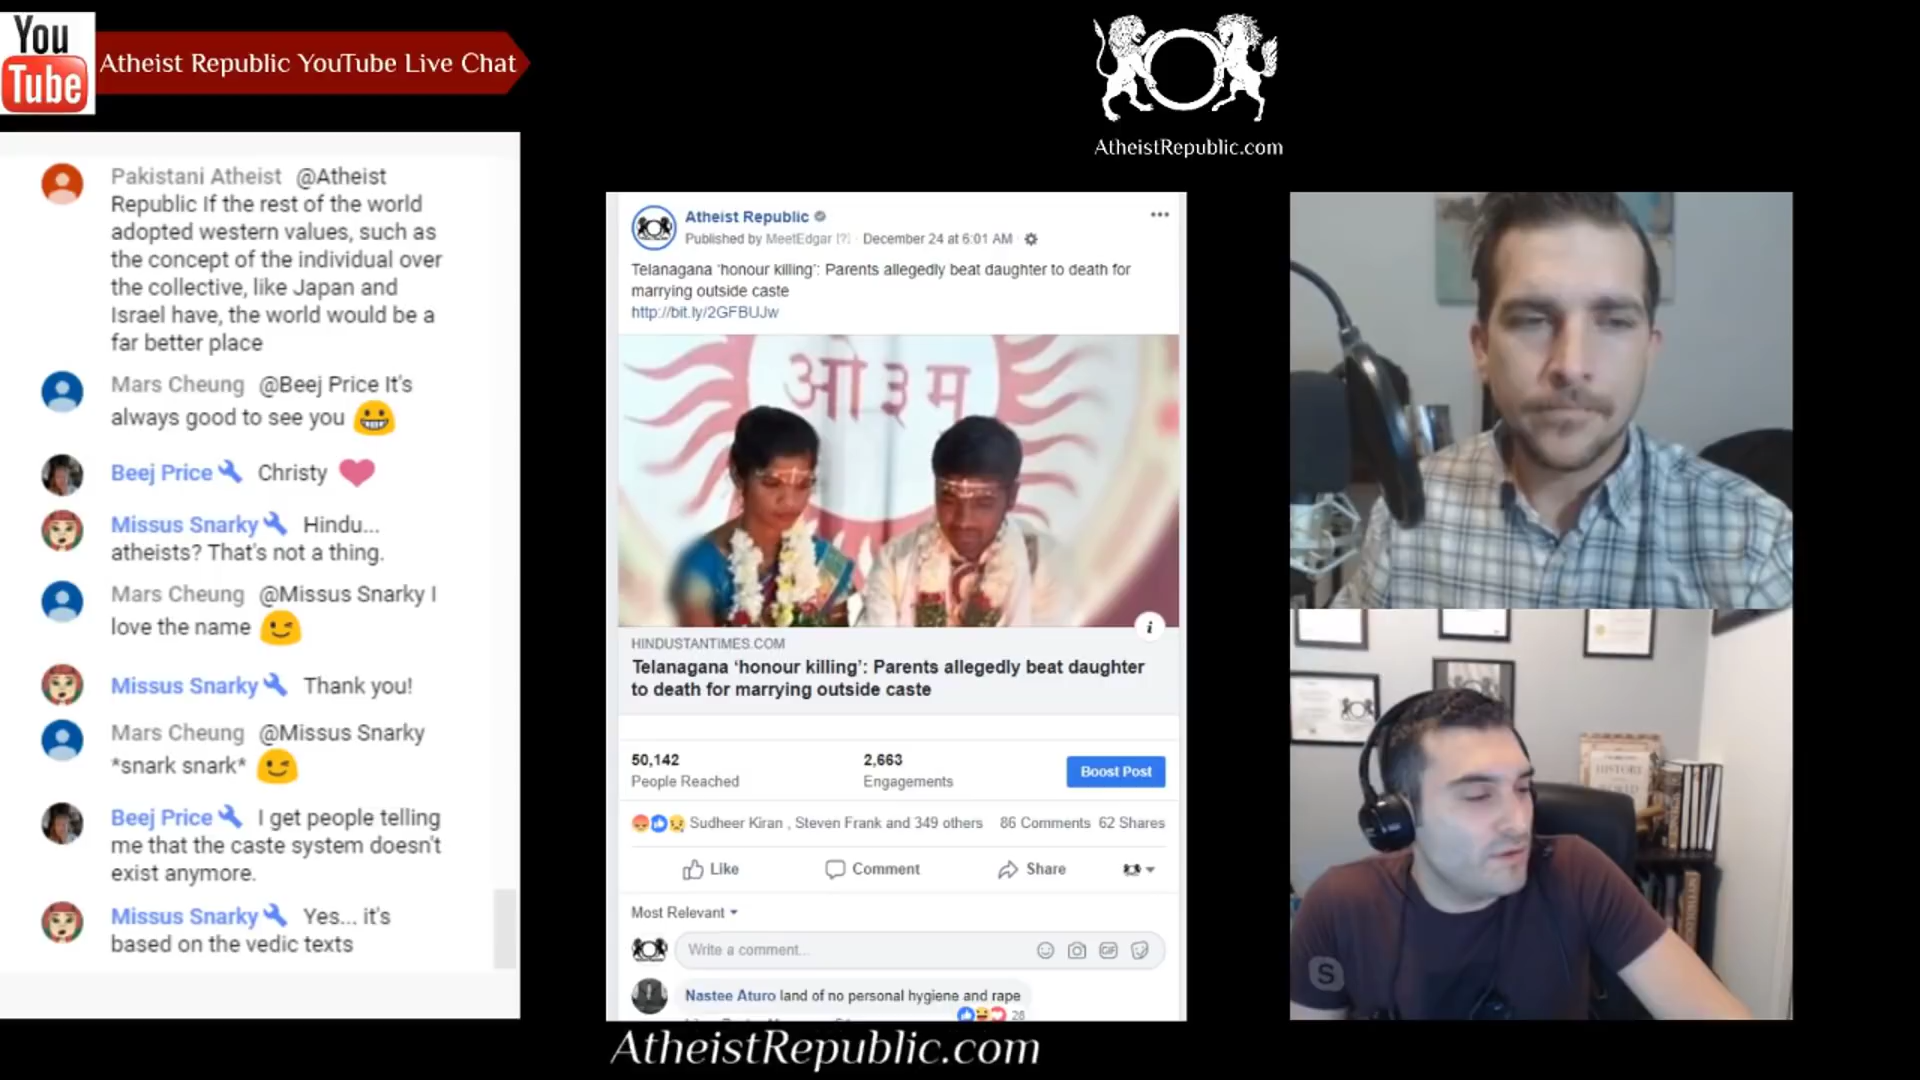 You
Tube
Atheist Republic YouTube Live Chat
AtheistRepublic.com
Pakistani Atheist @Atheist
Republic If the rest of the world
adopted western values, such as
the concept of the individual over
the collective, like Japan and
Israel have, the world would be a
far better place
Mars Cheung @Beej Price It's
always good to see you 😀
Beej Price Christy
Missus Snarky Hindu...
atheists? That's not a thing.
Mars Cheung @Missus Snarky I
love the name 😉
Missus Snarky Thank you!
Mars Cheung @Missus Snarky
*snark snark* 😉
Beej Price I get people telling
me that the caste system doesn't
exist anymore.
Missus Snarky Yes... it's
based on the vedic texts
Atheist Republic
Published by MeetEdgar [?] · December 24 at 6:01 AM ·
Telanagana ‘honour killing’: Parents allegedly beat daughter to death for
marrying outside caste
http://bit.ly/2GFBUJw
ओ३म
i
HINDUSTANTIMES.COM
Telanagana ‘honour killing’: Parents allegedly beat daughter
to death for marrying outside caste
50,142
People Reached
2,663
Engagements
Boost Post
Sudheer Kiran , Steven Frank and 349 others 86 Comments 62 Shares
Like Comment Share
Most Relevant
Write a comment...
GIF
Nastee Aturo land of no personal hygiene and rape
28
AtheistRepublic.com
HISTORY
S